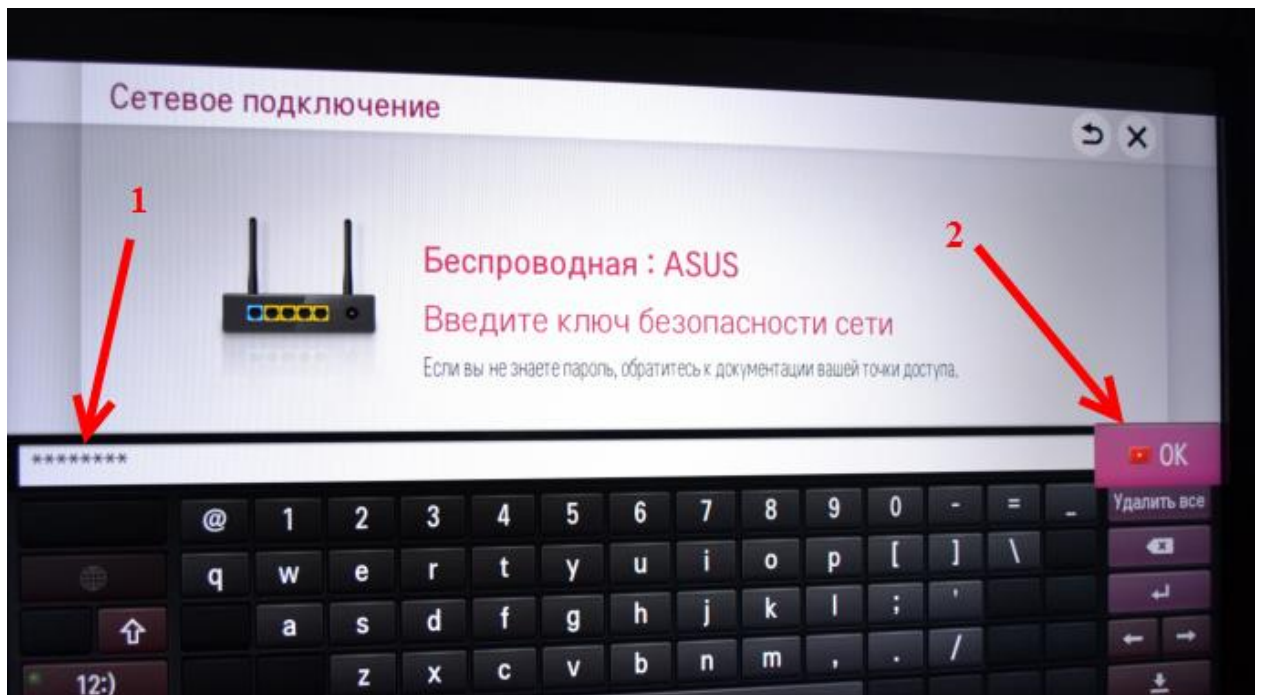 Сетевое подключение
1
2
Беспроводная : ASUS
Введите ключ безопасности сети
Если вы не знаете пароль, обратитесь к документации вашей точки доступа.
********
OK
@ 1 2 3 4 5 6 7 8 9 0 - = _ Удалить все
q w e r t y u i o p [ ] \
a s d f g h j k l ; '
z x c v b n m , . /
12:)